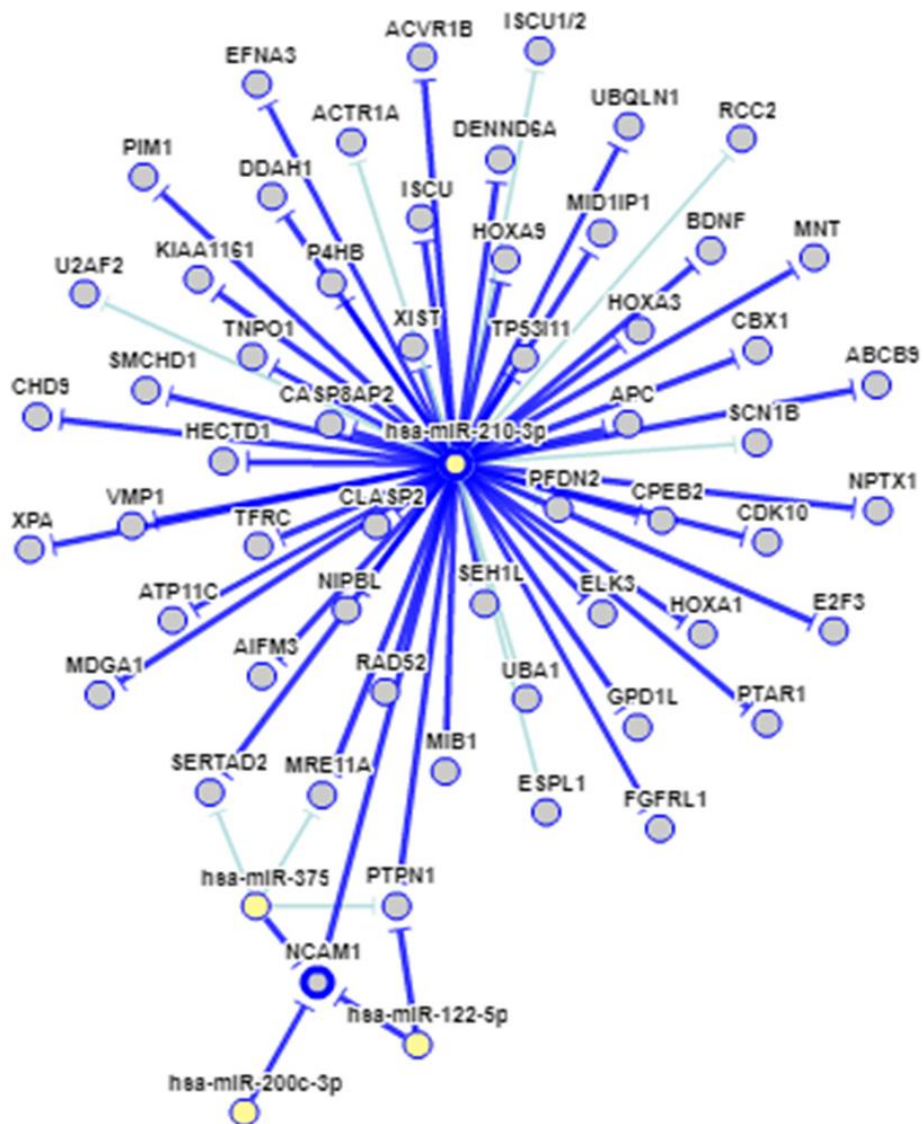 ISCU1/2
ACVR1B
EFNA3
UBQLN1
RCC2
ACTR1A
DENND6A
PIM1
DDAH1
ISCU
MID1IP1
BDNF
MNT
KIAA1161
P4HB
HOXA9
U2AF2
HOXA3
XIST
TP53I11
CBX1
TNPO1
SMCHD1
ABCB9
CHD9
CASP8AP2
APC
SCN1B
HECTD1
hsa-miR-210-3p
PFDN2
NPTX1
VMP1
CLASP2
CPEB2
CDK10
XPA
TFRC
SEH1L
ELK3
HOXA1
E2F3
ATP11C
NIPBL
MDGA1
AIFM3
RAD52
UBA1
GPD1L
PTAR1
SERTAD2
MRE11A
MIB1
ESPL1
FGFRL1
hsa-miR-375
PTPN1
NCAM1
hsa-miR-122-5p
hsa-miR-200c-3p